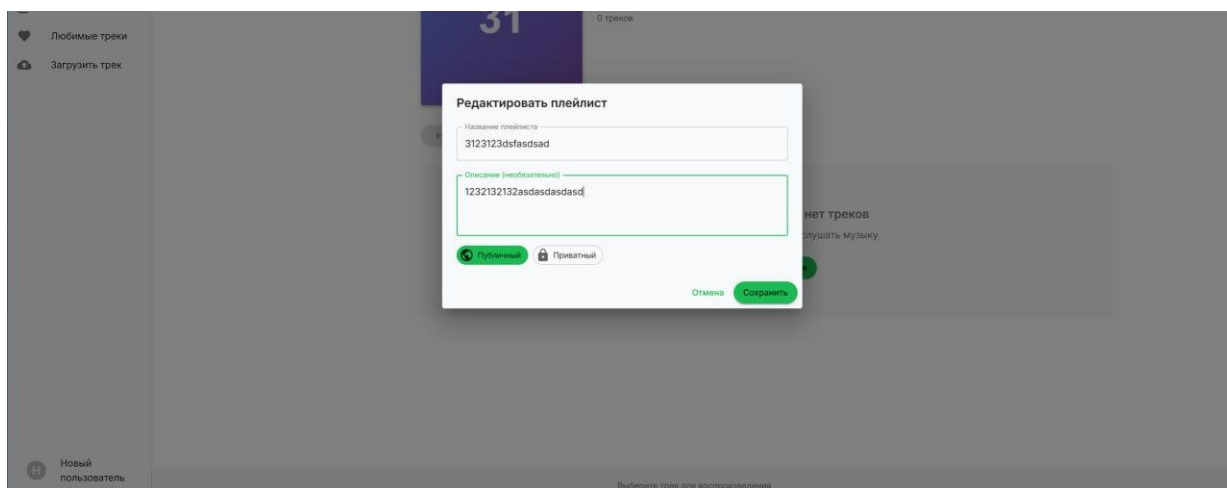 31
0 треков
Любимые треки
Загрузить трек
Редактировать плейлист
Название плейлиста
3123123dsfasdsad
Описание (необязательно)
1232132132asdasdasdasd
нет треков
слушать музыку
Публичный
Приватный
Отмена
Сохранить
Новый
пользователь
Выберите трек для воспроизведения